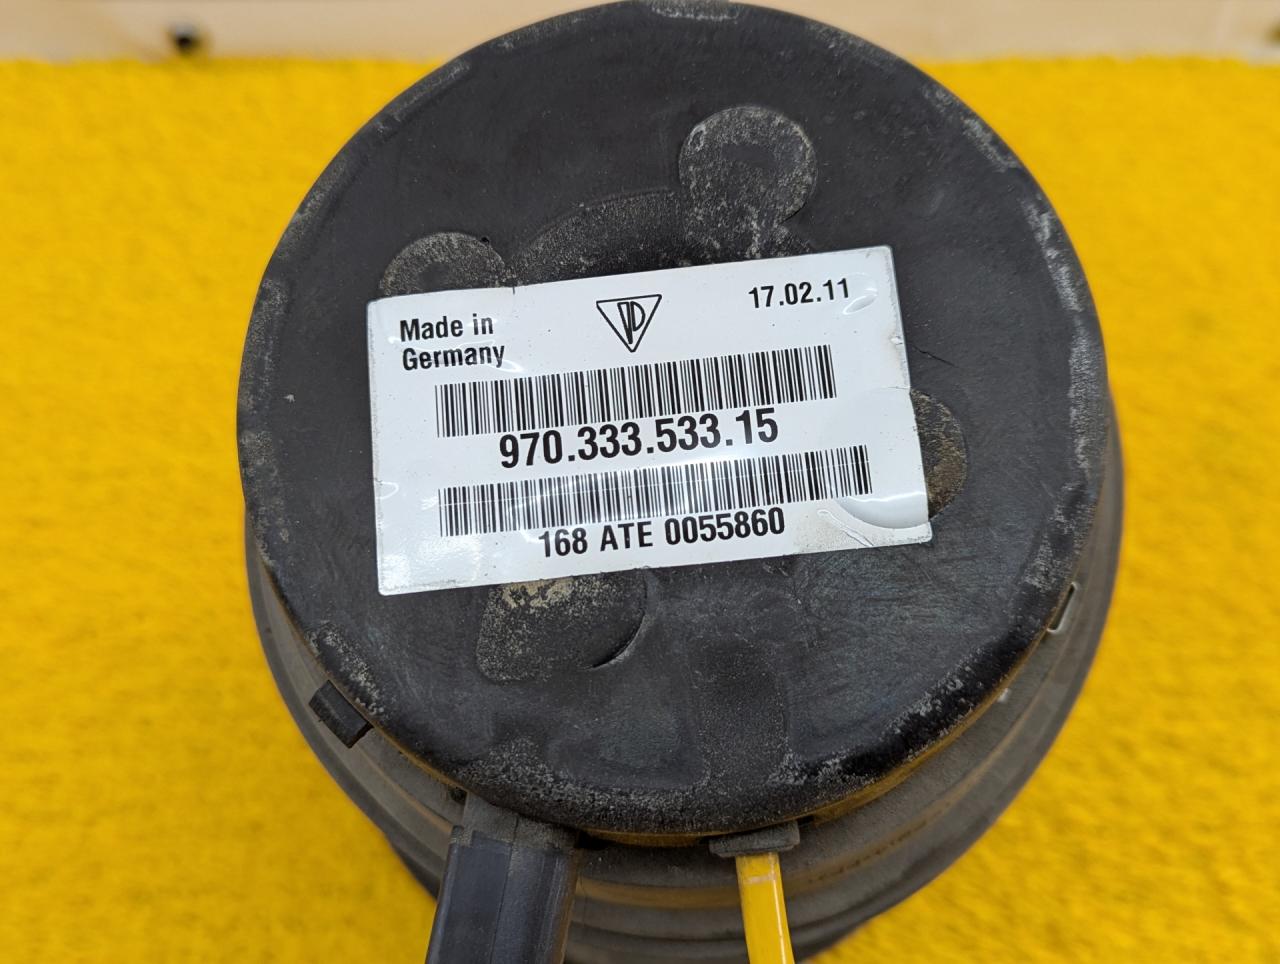 Made in
Germany
17.02.11
970.333.533.15
168 ATE 0055860